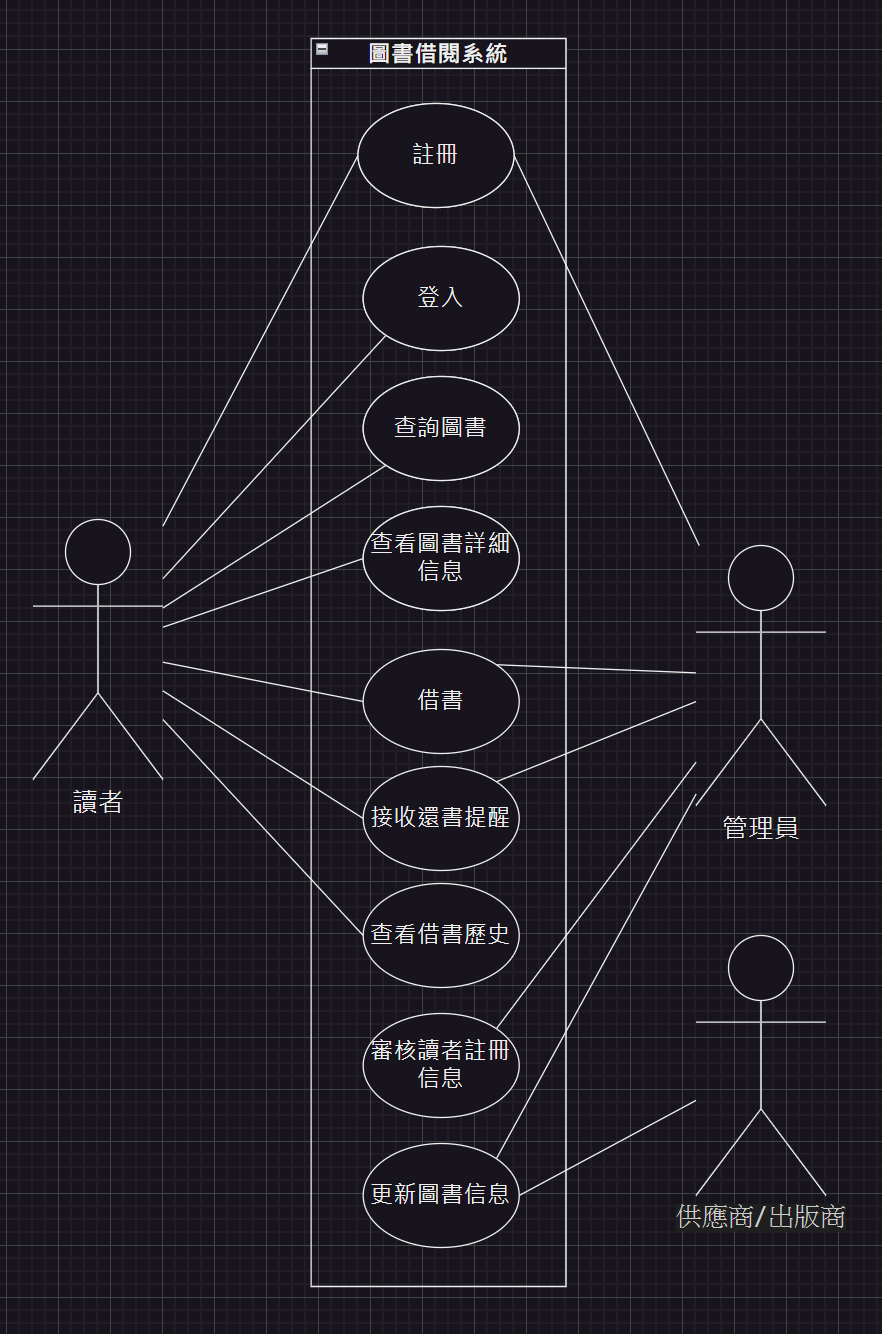 圖書借閱系統
註冊
登入
查詢圖書
查看圖書詳細
信息
借書
接收還書提醒
查看借書歷史
審核讀者註冊
信息
更新圖書信息
讀者
管理員
供應商/出版商